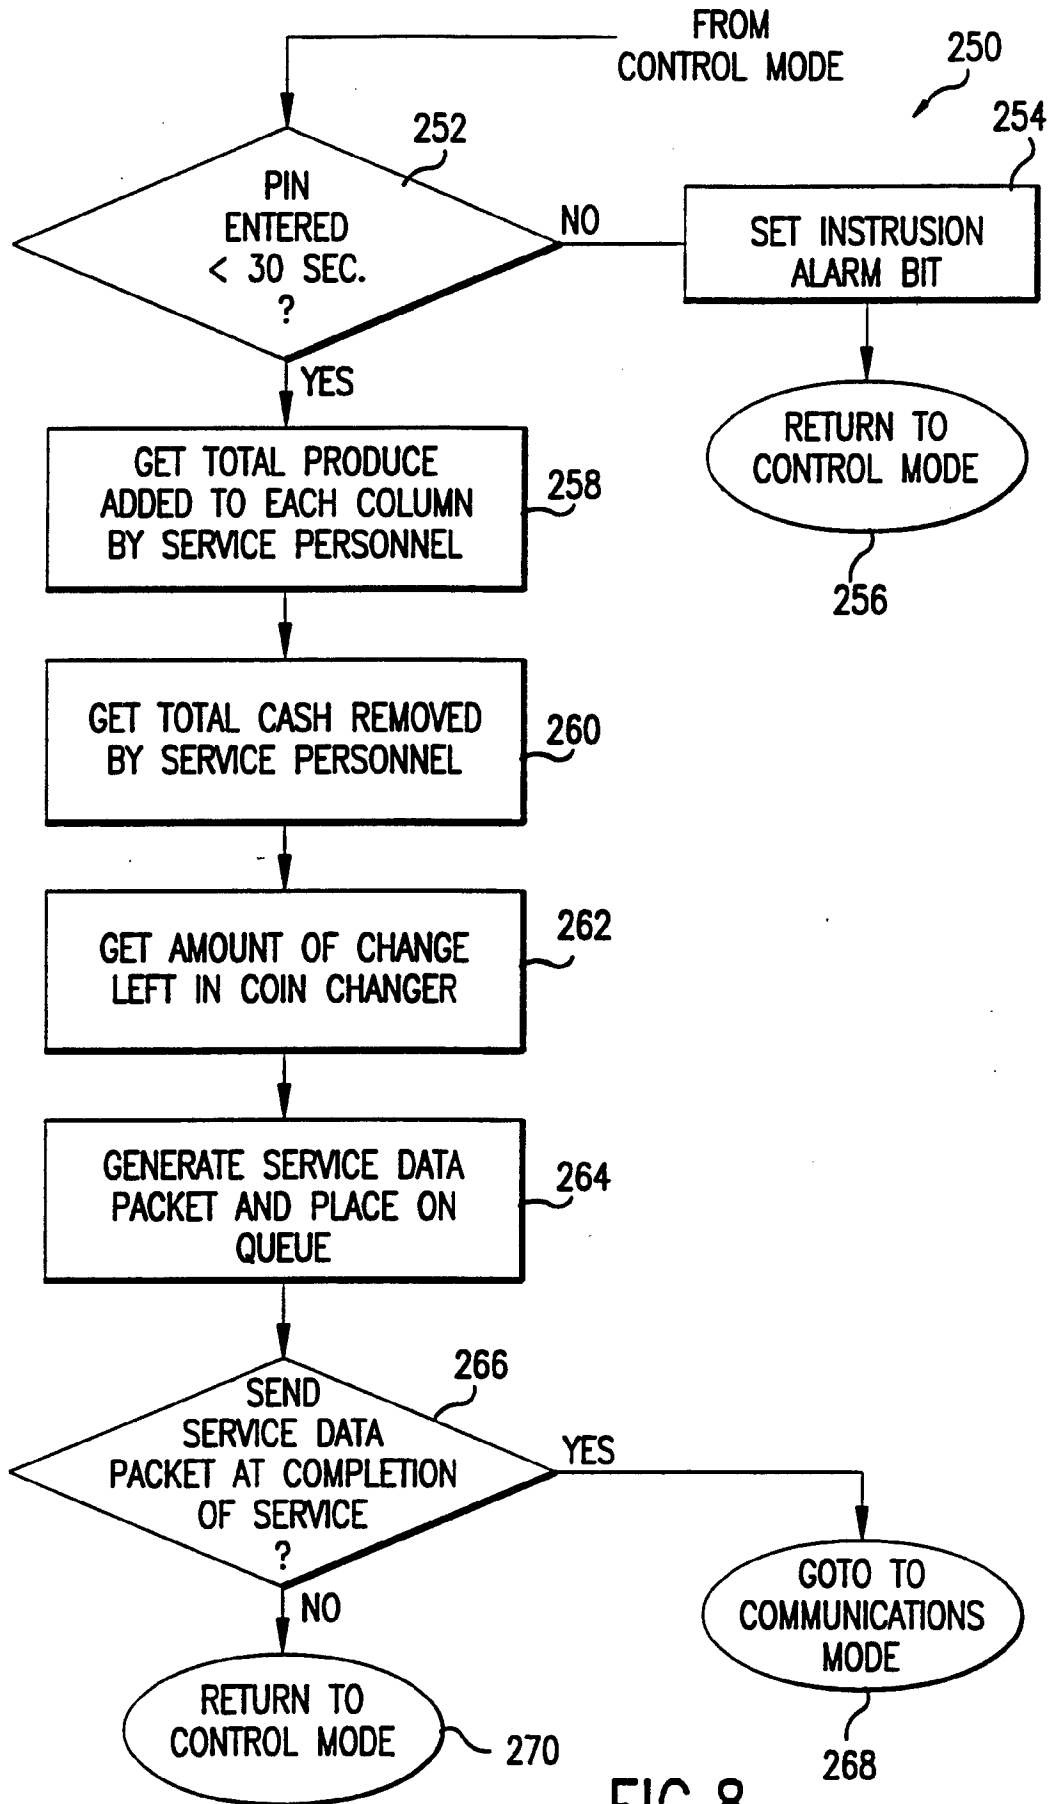 FROM
CONTROL MODE
250
252
254
PIN
ENTERED
< 30 SEC.
?
NO
SET INSTRUSION
ALARM BIT
YES
RETURN TO
CONTROL MODE
256
GET TOTAL PRODUCE
ADDED TO EACH COLUMN
BY SERVICE PERSONNEL
258
GET TOTAL CASH REMOVED
BY SERVICE PERSONNEL
260
GET AMOUNT OF CHANGE
LEFT IN COIN CHANGER
262
GENERATE SERVICE DATA
PACKET AND PLACE ON
QUEUE
264
266
SEND
SERVICE DATA
PACKET AT COMPLETION
OF SERVICE
?
YES
NO
GOTO TO
COMMUNICATIONS
MODE
268
RETURN TO
CONTROL MODE
270
FIG.8